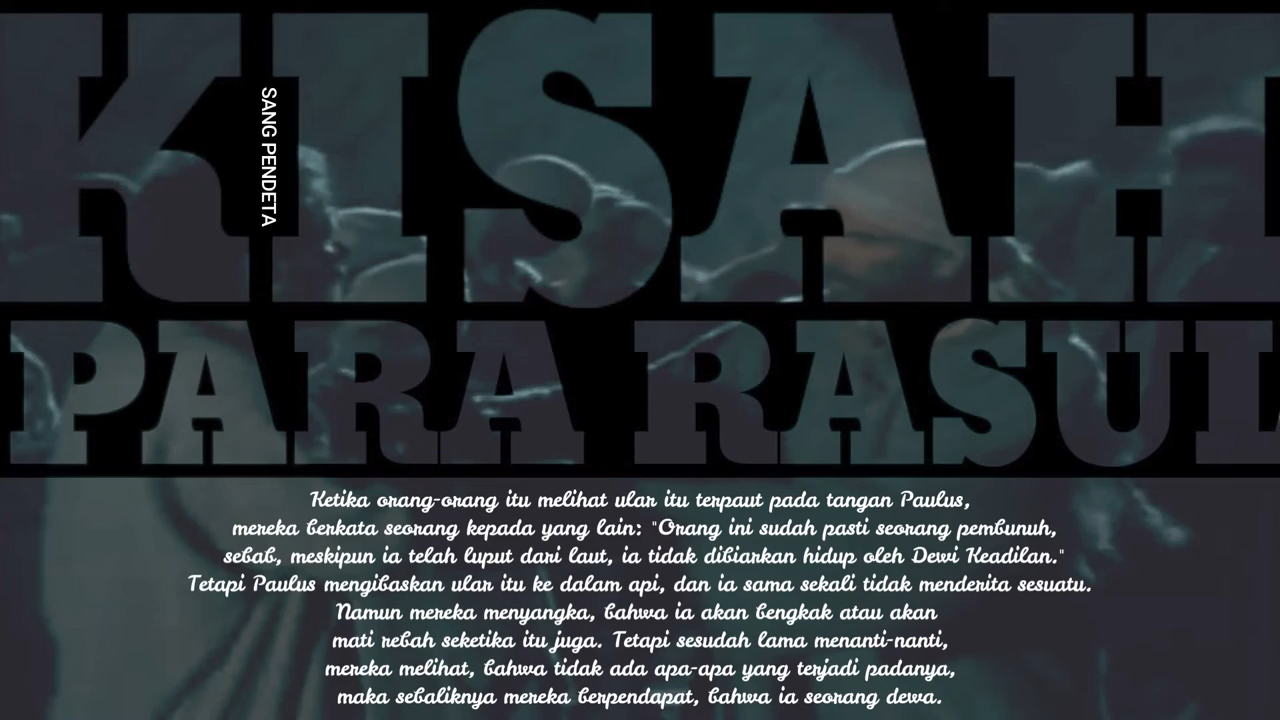 KISAH
SANG PENDETA
PARA RASUL
Ketika orang-orang itu melihat ular itu terpaut pada tangan Paulus,
mereka berkata seorang kepada yang lain: "Orang ini sudah pasti seorang pembunuh,
sebab, meskipun ia telah luput dari laut, ia tidak dibiarkan hidup oleh Dewi Keadilan."
Tetapi Paulus mengibaskan ular itu ke dalam api, dan ia sama sekali tidak menderita sesuatu.
Namun mereka menyangka, bahwa ia akan bengkak atau akan
mati rebah seketika itu juga. Tetapi sesudah lama menanti-nanti,
mereka melihat, bahwa tidak ada apa-apa yang terjadi padanya,
maka sebaliknya mereka berpendapat, bahwa ia seorang dewa.